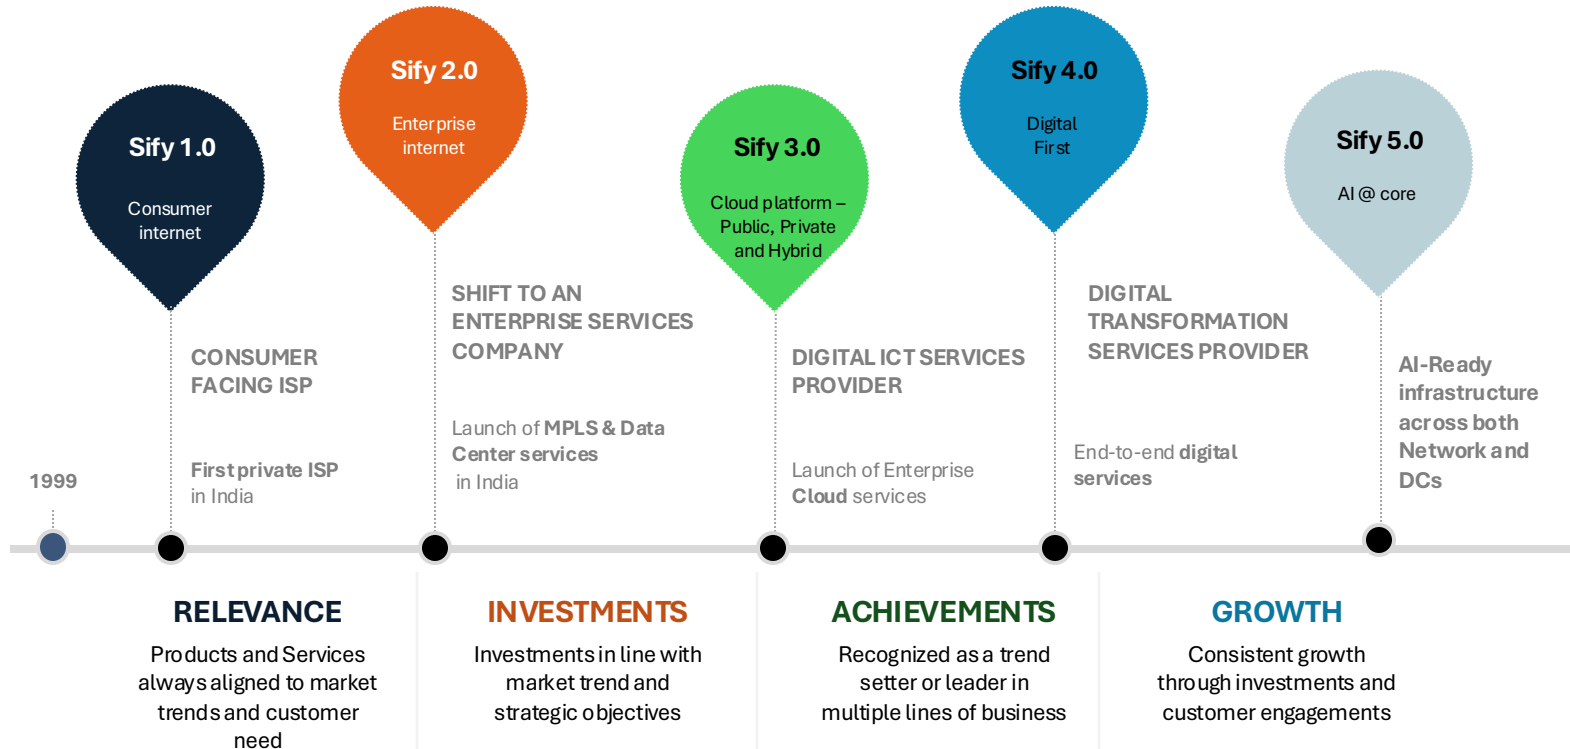 Sify 1.0
Consumer
internet
Sify 2.0
Enterprise
internet
Sify 3.0
Cloud platform –
Public, Private
and Hybrid
Sify 4.0
Digital
First
Sify 5.0
AI @ core
1999
CONSUMER
FACING ISP
First private ISP
in India
SHIFT TO AN
ENTERPRISE SERVICES
COMPANY
Launch of MPLS & Data
Center services
in India
DIGITAL ICT SERVICES
PROVIDER
Launch of Enterprise
Cloud services
DIGITAL
TRANSFORMATION
SERVICES PROVIDER
End-to-end digital
services
AI-Ready
infrastructure
across both
Network and
DCs
RELEVANCE
Products and Services
always aligned to market
trends and customer
need
INVESTMENTS
Investments in line with
market trend and
strategic objectives
ACHIEVEMENTS
Recognized as a trend
setter or leader in
multiple lines of business
GROWTH
Consistent growth
through investments and
customer engagements